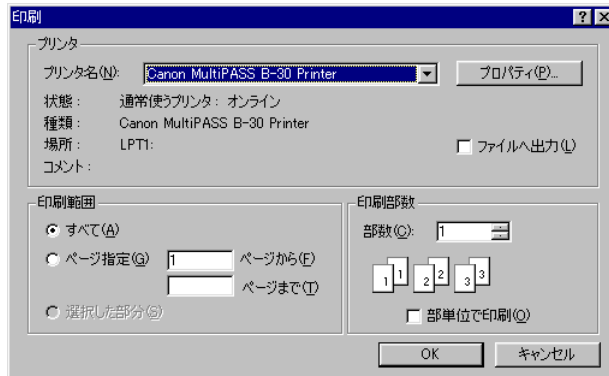 印刷
プリンタ
プリンタ名(N): Canon MultiPASS B-30 Printer プロパティ(P)...
状態： 通常使うプリンタ： オンライン
種類： Canon MultiPASS B-30 Printer
場所： LPT1: ファイルへ出力(L)
コメント：
印刷範囲
すべて(A)
ページ指定(G) 1 ページから(F)
ページまで(T)
選択した部分(S)
印刷部数
部数(C): 1
1 1 2 2 3 3
部単位で印刷(O)
OK キャンセル